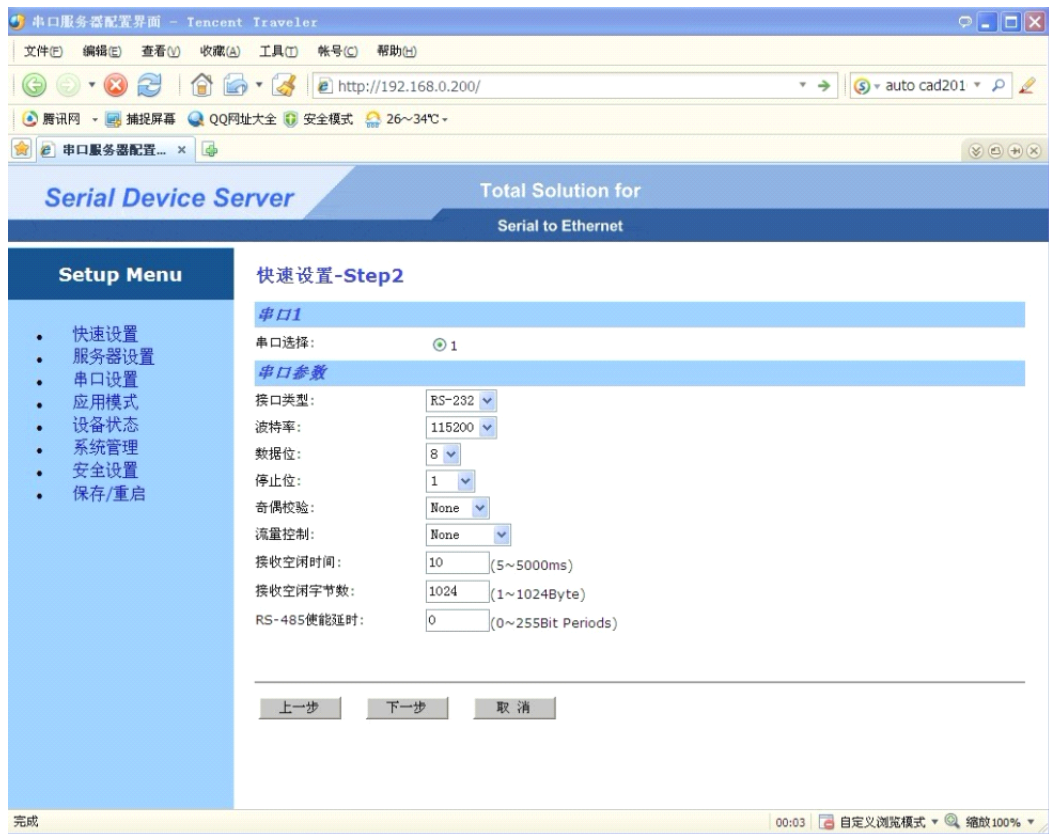 串口服务器配置界面 - Tencent Traveler
文件(F) 编辑(E) 查看(V) 收藏(A) 工具(T) 帐号(C) 帮助(H)
http://192.168.0.200/ auto cad201
腾讯网 捕捉屏幕 QQ网址大全 安全模式 26~34℃
串口服务器配置... ×
Serial Device Server
Total Solution for
Serial to Ethernet
Setup Menu
快速设置
服务器设置
串口设置
应用模式
设备状态
系统管理
安全设置
保存/重启
快速设置-Step2
串口1
串口选择: 1
串口参数
接口类型: RS-232
波特率: 115200
数据位: 8
停止位: 1
奇偶校验: None
流量控制: None
接收空闲时间: 10 (5~5000ms)
接收空闲字节数: 1024 (1~1024Byte)
RS-485使能延时: 0 (0~255Bit Periods)
上一步 下一步 取 消
完成 00:03 自定义浏览模式 缩放100%